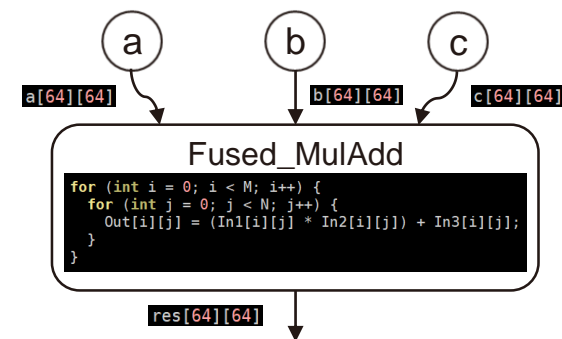 a b c
a[64][64] b[64][64] c[64][64]
Fused_MulAdd
for (int i = 0; i < M; i++) {
  for (int j = 0; j < N; j++) {
    Out[i][j] = (In1[i][j] * In2[i][j]) + In3[i][j];
  }
}
res[64][64]